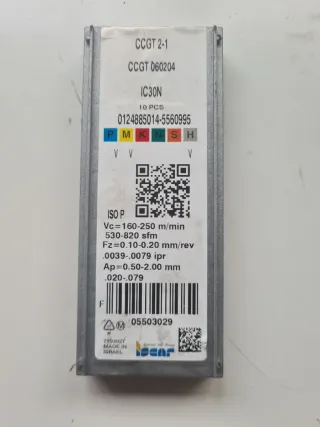 CCGT 2-1
CCGT 060204
IC30N
10 PCS
0124885014-5560995
P M K N S H
V V V
ISO P
Vc=160-250 m/min
530-820 sfm
Fz=0.10-0.20 mm/rev
.0039-.0079 ipr
Ap=0.50-2.00 mm
.020-.079
F
05503029
MADE IN
ISRAEL
iscar